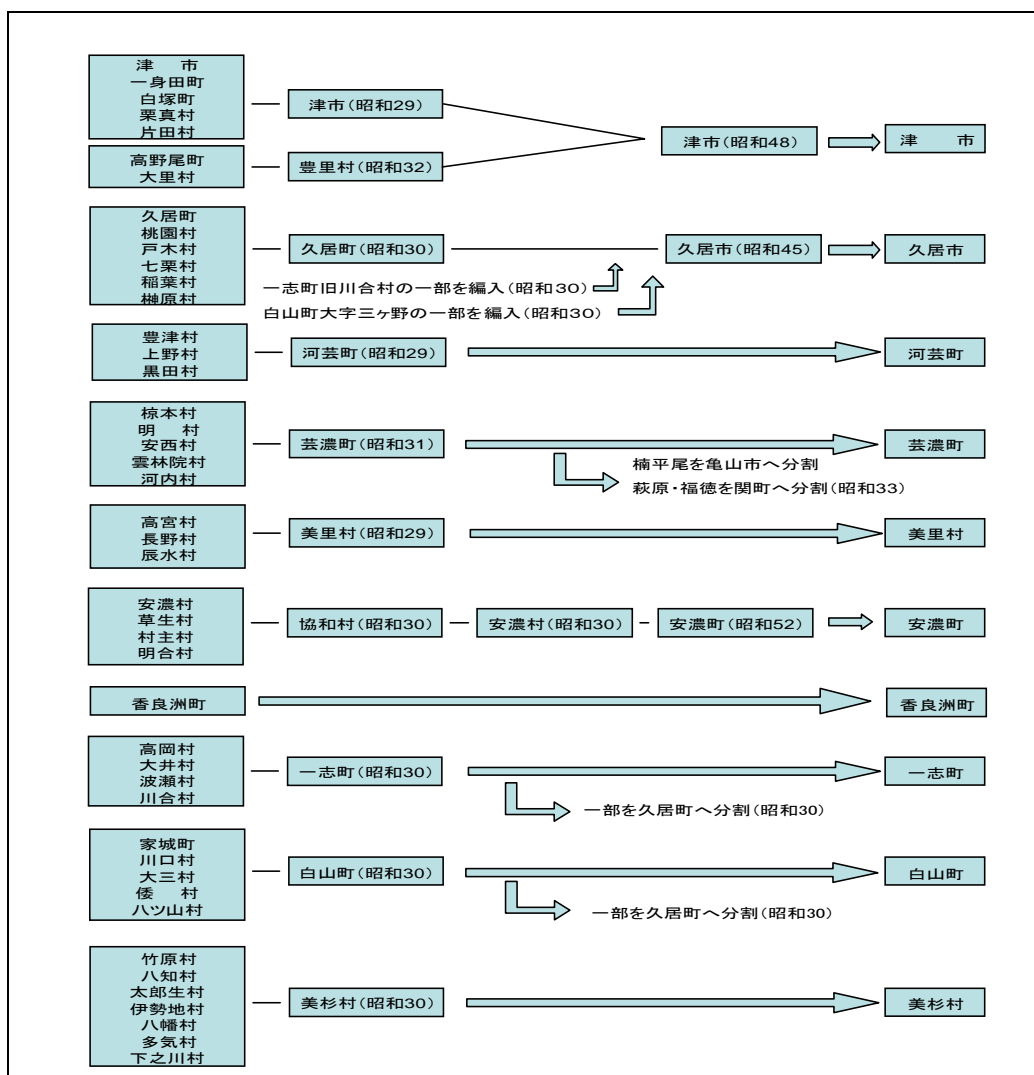 津　市
一身田町
白塚町
栗真村
片田村
津市(昭和29)
高野尾町
大里村
豊里村(昭和32)
津市(昭和48)
津　市
久居町
桃園村
戸木村
七栗村
稲葉村
榊原村
久居町(昭和30)
久居市(昭和45)
久居市
一志町旧川合村の一部を編入(昭和30)
白山町大字三ヶ野の一部を編入(昭和30)
豊津村
上野村
黒田村
河芸町(昭和29)
河芸町
椋本村
明　村
安西村
雲林院村
河内村
芸濃町(昭和31)
芸濃町
楠平尾を亀山市へ分割
萩原・福徳を関町へ分割(昭和33)
高宮村
長野村
辰水村
美里村(昭和29)
美里村
安濃村
草生村
村主村
明合村
協和村(昭和30)
安濃村(昭和30)
安濃町(昭和52)
安濃町
香良洲町
香良洲町
高岡村
大井村
波瀬村
川合村
一志町(昭和30)
一志町
一部を久居町へ分割(昭和30)
家城町
川口村
大三村
倭　村
八ツ山村
白山町(昭和30)
白山町
一部を久居町へ分割(昭和30)
竹原村
八知村
太郎生村
伊勢地村
八幡村
多気村
下之川村
美杉村(昭和30)
美杉村